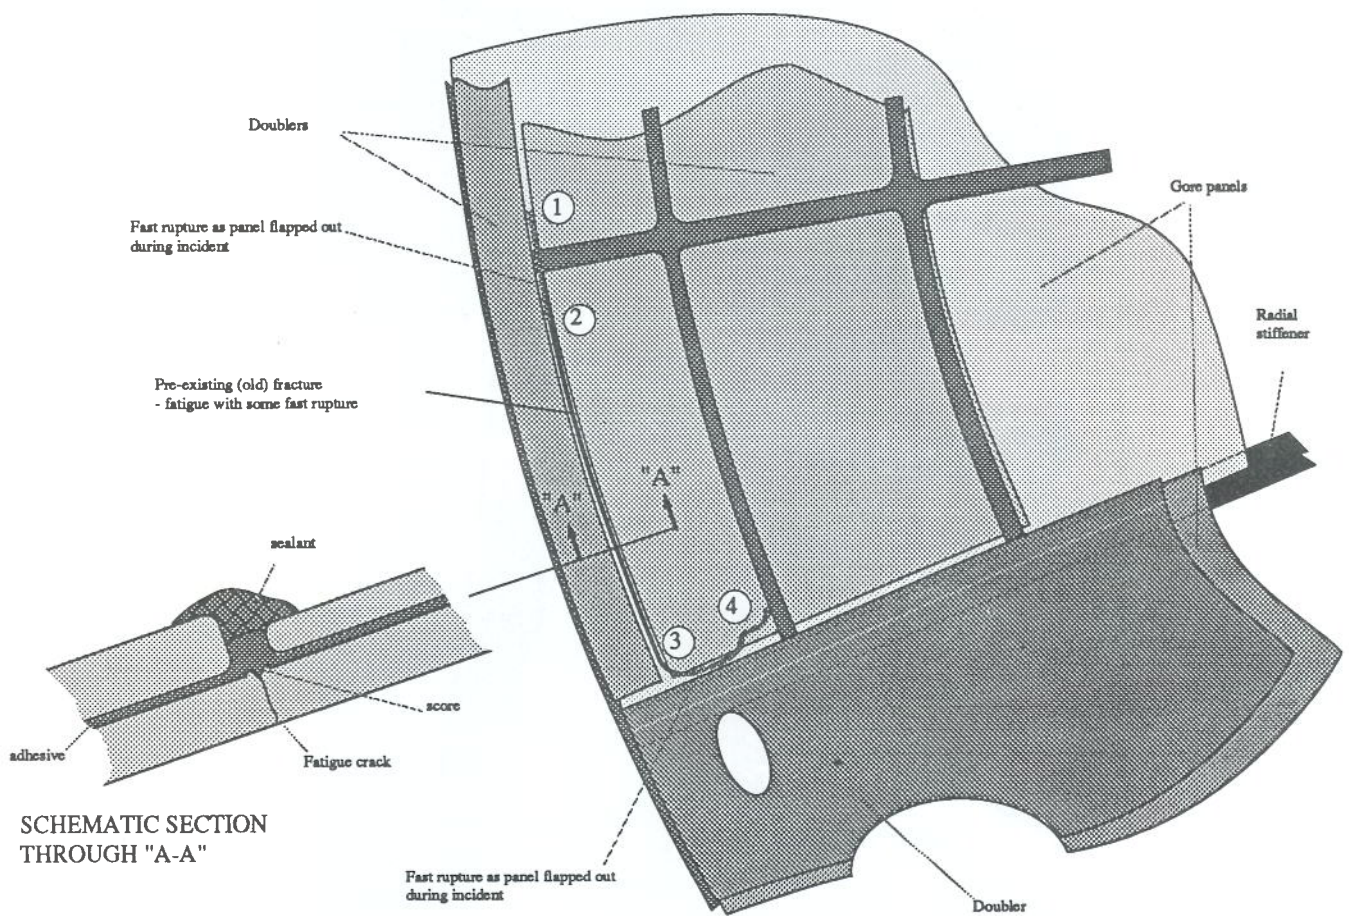 Doublers
1
Gore panels
Fast rupture as panel flapped out
during incident
2
Radial
stiffener
Pre-existing (old) fracture
- fatigue with some fast rupture
"A"
"A"
sealant
4
3
score
adhesive
Fatigue crack
SCHEMATIC SECTION
THROUGH "A-A"
Fast rupture as panel flapped out
during incident
Doubler